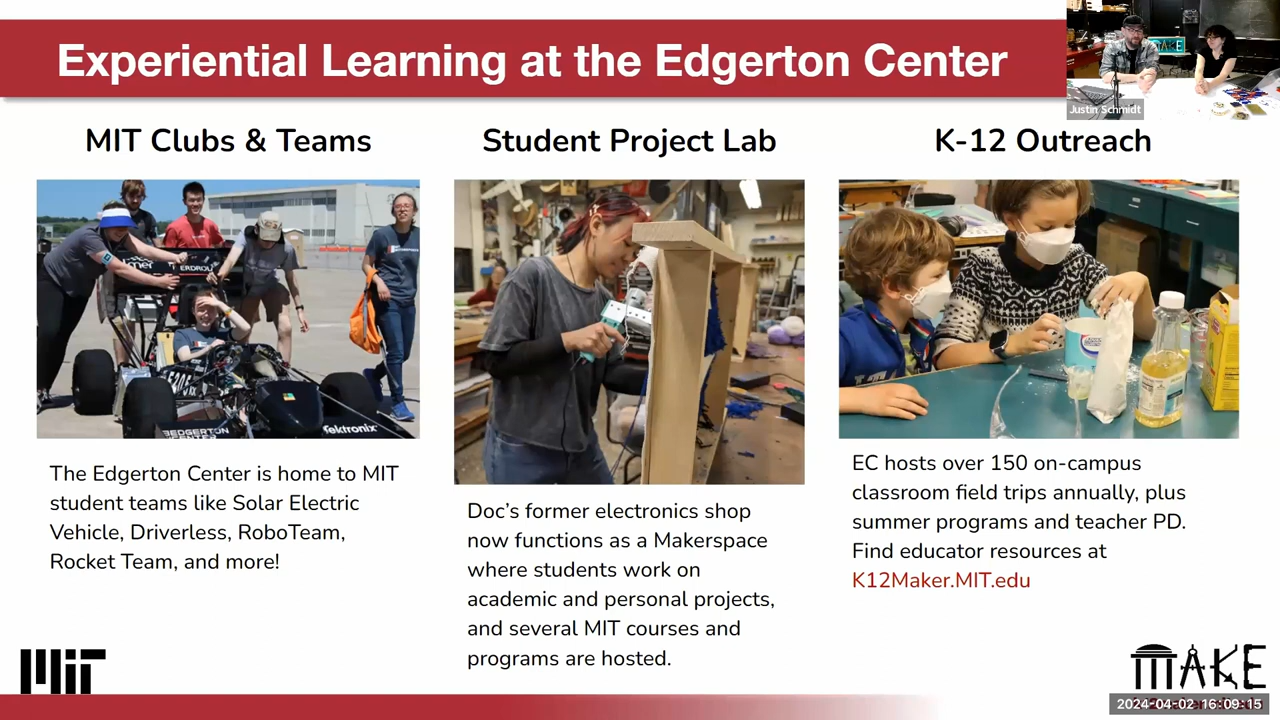 Experiential Learning at the Edgerton Center
MAKE
Justin Schmidt
MIT Clubs & Teams
Student Project Lab
K-12 Outreach
EDGERTON
Tektronix
The Edgerton Center is home to MIT
student teams like Solar Electric
Vehicle, Driverless, RoboTeam,
Rocket Team, and more!
Doc's former electronics shop
now functions as a Makerspace
where students work on
academic and personal projects,
and several MIT courses and
programs are hosted.
EC hosts over 150 on-campus
classroom field trips annually, plus
summer programs and teacher PD.
Find educator resources at
K12Maker.MIT.edu
MIT
MAKE
2024-04-02 16:09:15